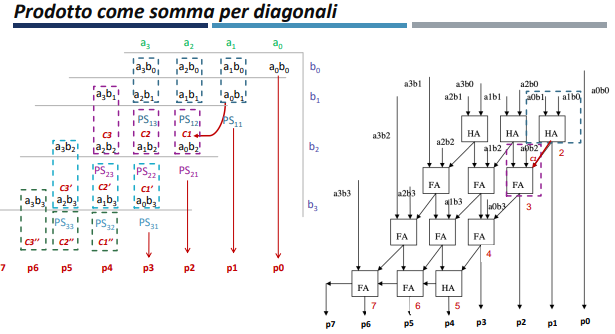 Prodotto come somma per diagonali
a3 a2 a1 a0
a3b0 a2b0 a1b0 a0b0 b0
a3b1 a2b1 a1b1 a0b1 b1
C3 PS13 C2 PS12 C1 PS11
a3b2 a2b2 a1b2 a0b2 b2
C3' PS23 C2' PS22 C1' PS21
a3b3 a2b3 a1b3 a0b3 b3
C3'' PS33 C2'' PS32 C1'' PS31
7 p6 p5 p4 p3 p2 p1 p0
a0b0
a3b1 a3b0 a2b0
a2b1 a1b1 a0b1 a1b0
HA HA HA
a3b2 a2b2 a1b2 a0b2 C1 2
FA FA FA
3
a3b3 a2b3 a1b3 a0b3
FA FA FA
4
FA FA HA
7 6 5
p7 p6 p5 p4 p3 p2 p1 p0